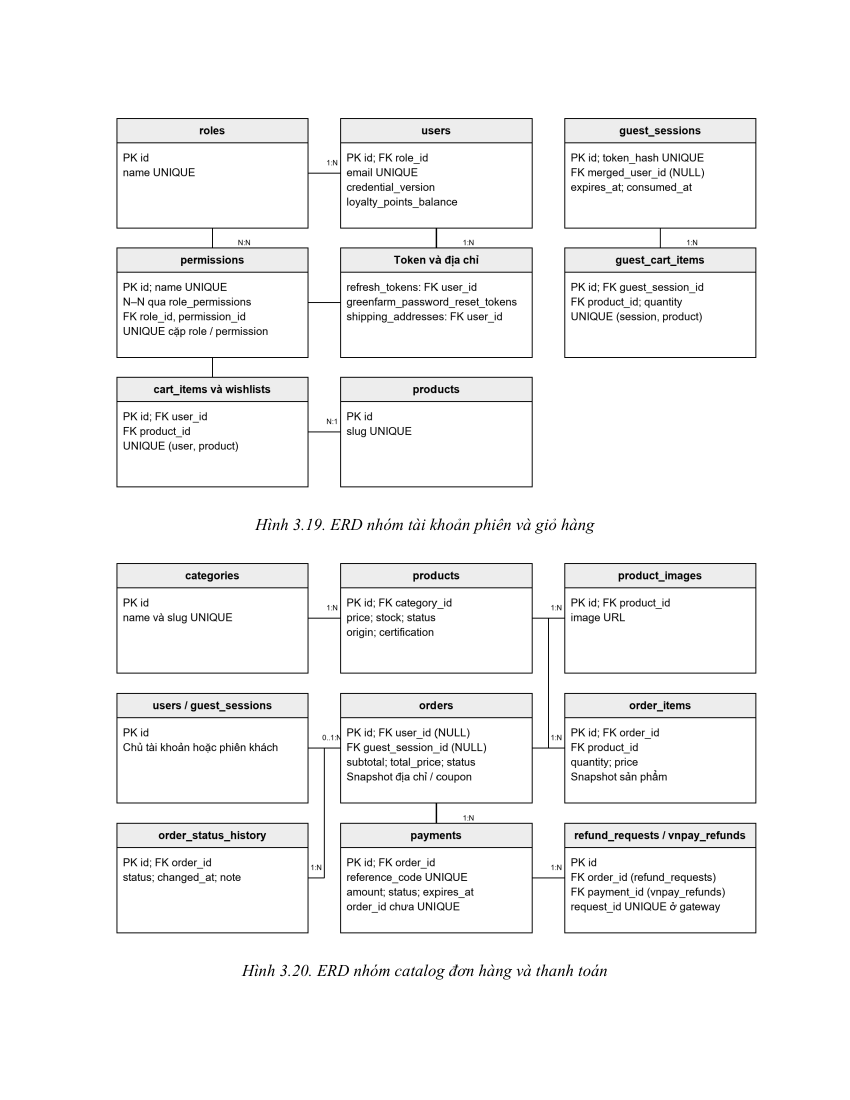 roles
PK id
name UNIQUE
1:N
users
PK id; FK role_id
email UNIQUE
credential_version
loyalty_points_balance
guest_sessions
PK id; token_hash UNIQUE
FK merged_user_id (NULL)
expires_at; consumed_at
N:N
1:N
1:N
permissions
PK id; name UNIQUE
N–N qua role_permissions
FK role_id, permission_id
UNIQUE cặp role / permission
Token và địa chỉ
refresh_tokens: FK user_id
greenfarm_password_reset_tokens
shipping_addresses: FK user_id
guest_cart_items
PK id; FK guest_session_id
FK product_id; quantity
UNIQUE (session, product)
cart_items và wishlists
PK id; FK user_id
FK product_id
UNIQUE (user, product)
N:1
products
PK id
slug UNIQUE
Hình 3.19. ERD nhóm tài khoản phiên và giỏ hàng
categories
PK id
name và slug UNIQUE
1:N
products
PK id; FK category_id
price; stock; status
origin; certification
1:N
product_images
PK id; FK product_id
image URL
users / guest_sessions
PK id
Chủ tài khoản hoặc phiên khách
0..1:N
orders
PK id; FK user_id (NULL)
FK guest_session_id (NULL)
subtotal; total_price; status
Snapshot địa chỉ / coupon
1:N
order_items
PK id; FK order_id
FK product_id
quantity; price
Snapshot sản phẩm
1:N
order_status_history
PK id; FK order_id
status; changed_at; note
1:N
payments
PK id; FK order_id
reference_code UNIQUE
amount; status; expires_at
order_id chưa UNIQUE
1:N
refund_requests / vnpay_refunds
PK id
FK order_id (refund_requests)
FK payment_id (vnpay_refunds)
request_id UNIQUE ở gateway
Hình 3.20. ERD nhóm catalog đơn hàng và thanh toán